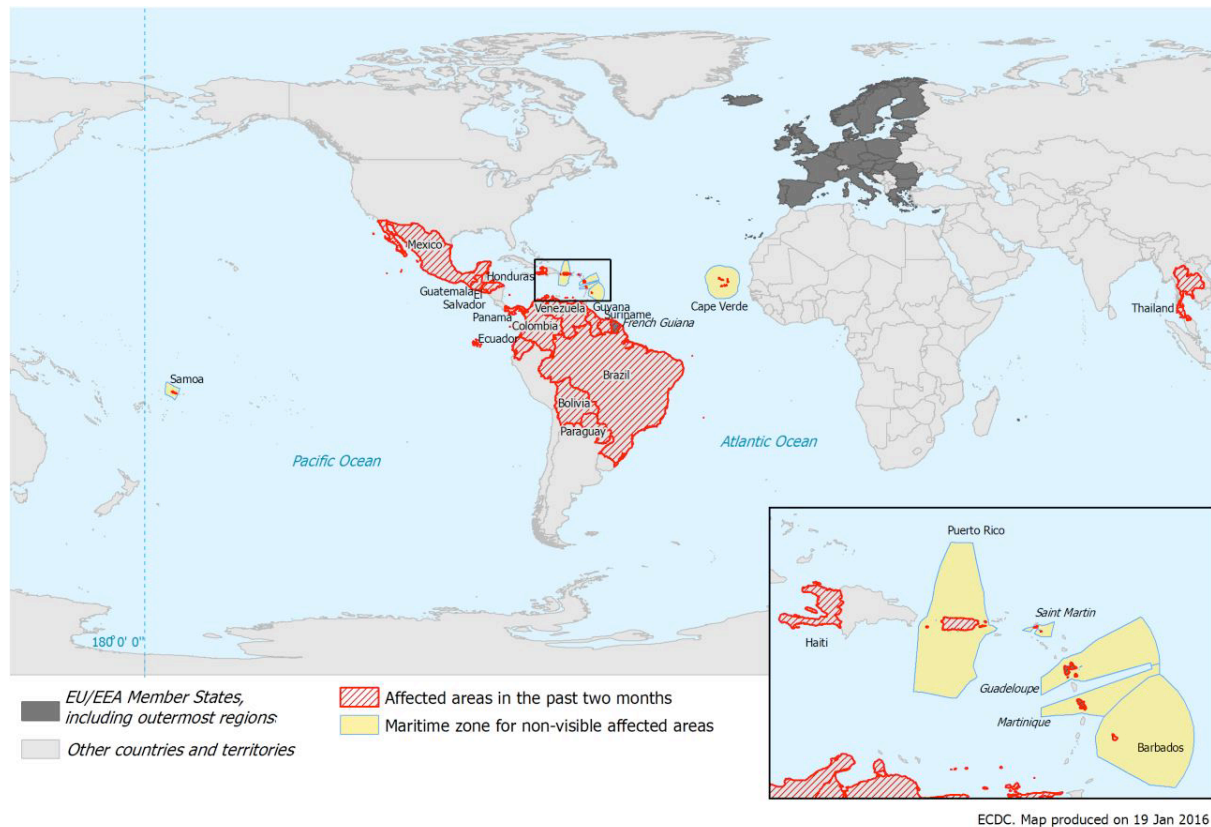 Mexico
Honduras
Guatemala
El
Salvador
Panama
Venezuela
Guyana
Suriname
French Guiana
Colombia
Ecuador
Brazil
Bolivia
Paraguay
Cape Verde
Thailand
Samoa
Pacific Ocean
Atlantic Ocean
180° 0' 0"
Puerto Rico
Saint Martin
Haiti
Guadeloupe
Martinique
Barbados
EU/EEA Member States,
including outermost regions
Other countries and territories
Affected areas in the past two months
Maritime zone for non-visible affected areas
ECDC. Map produced on 19 Jan 2016